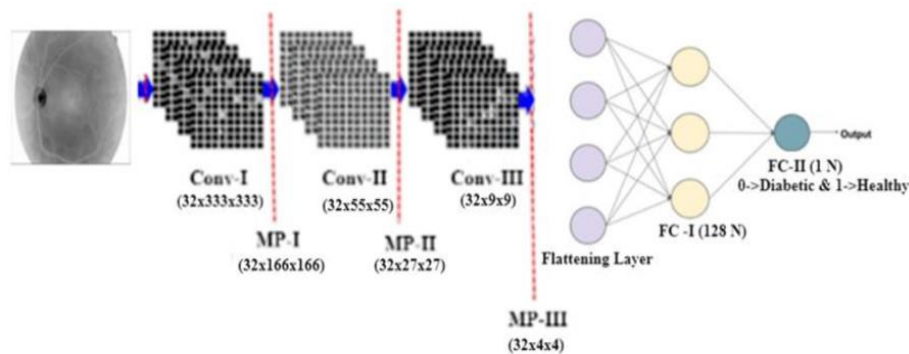 Conv-I
(32x333x333)
Conv-II
(32x55x55)
Conv-III
(32x9x9)
MP-I
(32x166x166)
MP-II
(32x27x27)
MP-III
(32x4x4)
Flattening Layer
FC -I (128 N)
FC-II (1 N)
0->Diabetic & 1->Healthy
Output